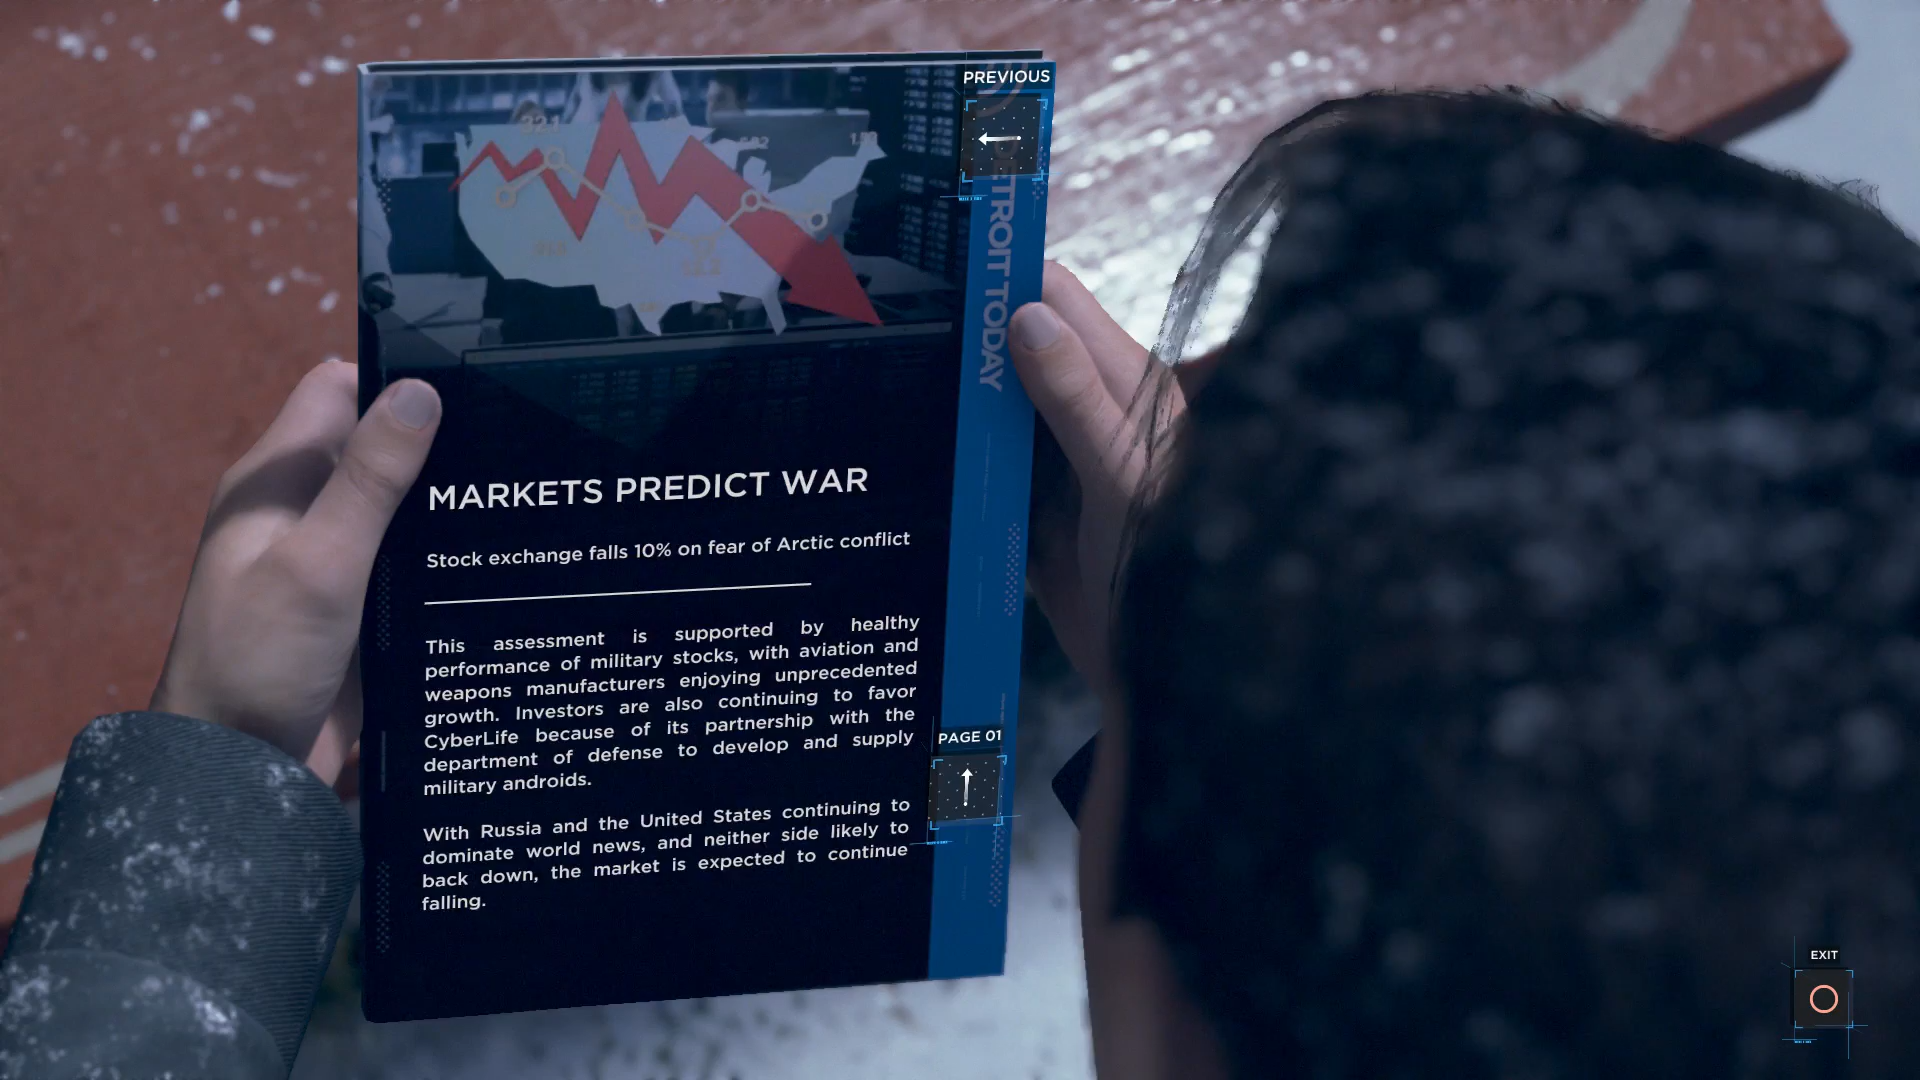 PREVIOUS
DETROIT TODAY
MARKETS PREDICT WAR
Stock exchange falls 10% on fear of Arctic conflict
This assessment is supported by healthy
performance of military stocks, with aviation and
weapons manufacturers enjoying unprecedented
growth. Investors are also continuing to favor
CyberLife because of its partnership with the
department of defense to develop and supply
military androids.
With Russia and the United States continuing to
dominate world news, and neither side likely to
back down, the market is expected to continue
falling.
PAGE 01
EXIT